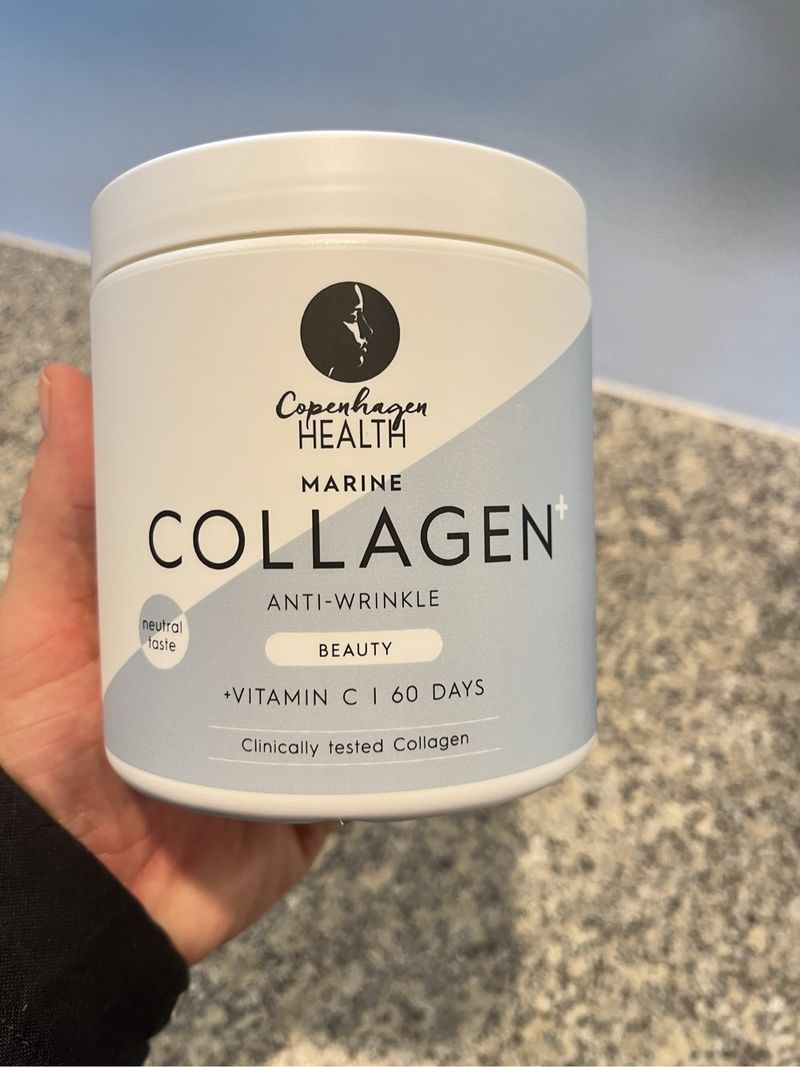 Copenhagen
HEALTH
MARINE
COLLAGEN+
ANTI-WRINKLE
neutral
taste
BEAUTY
+VITAMIN C | 60 DAYS
Clinically tested Collagen